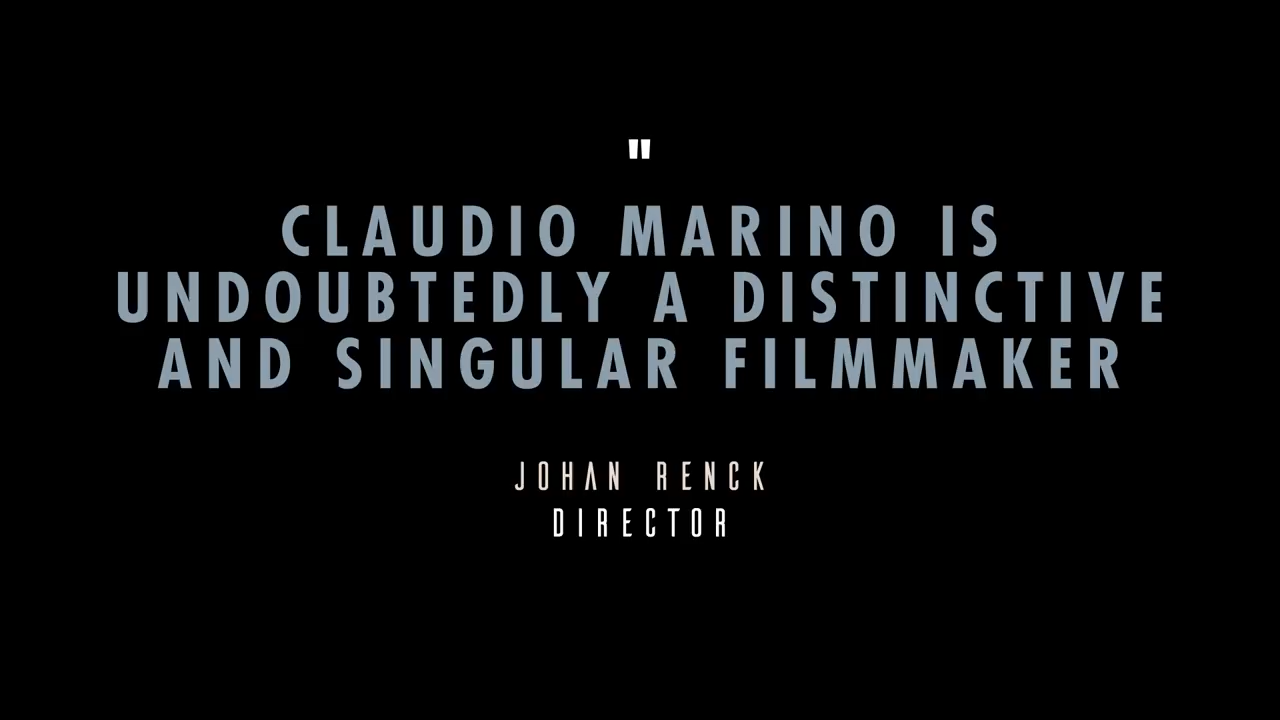 "
CLAUDIO MARINO IS
UNDOUBTEDLY A DISTINCTIVE
AND SINGULAR FILMMAKER
JOHAN RENCK
DIRECTOR